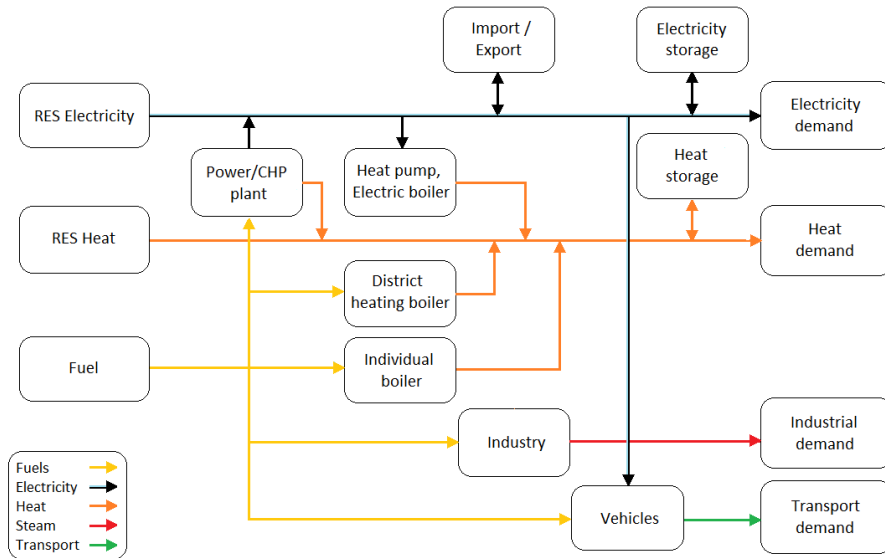 Import /
Export
Electricity
storage
RES Electricity
Electricity
demand
Power/CHP
plant
Heat pump,
Electric boiler
Heat
storage
RES Heat
Heat
demand
District
heating boiler
Fuel
Individual
boiler
Industry
Industrial
demand
Vehicles
Transport
demand
Fuels
Electricity
Heat
Steam
Transport